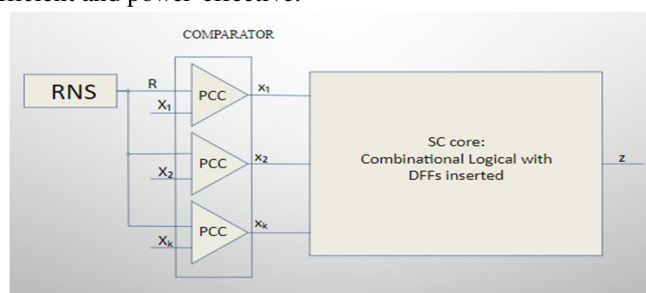 efficient and power effective.
COMPARATOR
RNS
R
X1
PCC
x1
X2
PCC
x2
Xk
PCC
xk
SC core:
Combinational Logical with
DFFs inserted
z